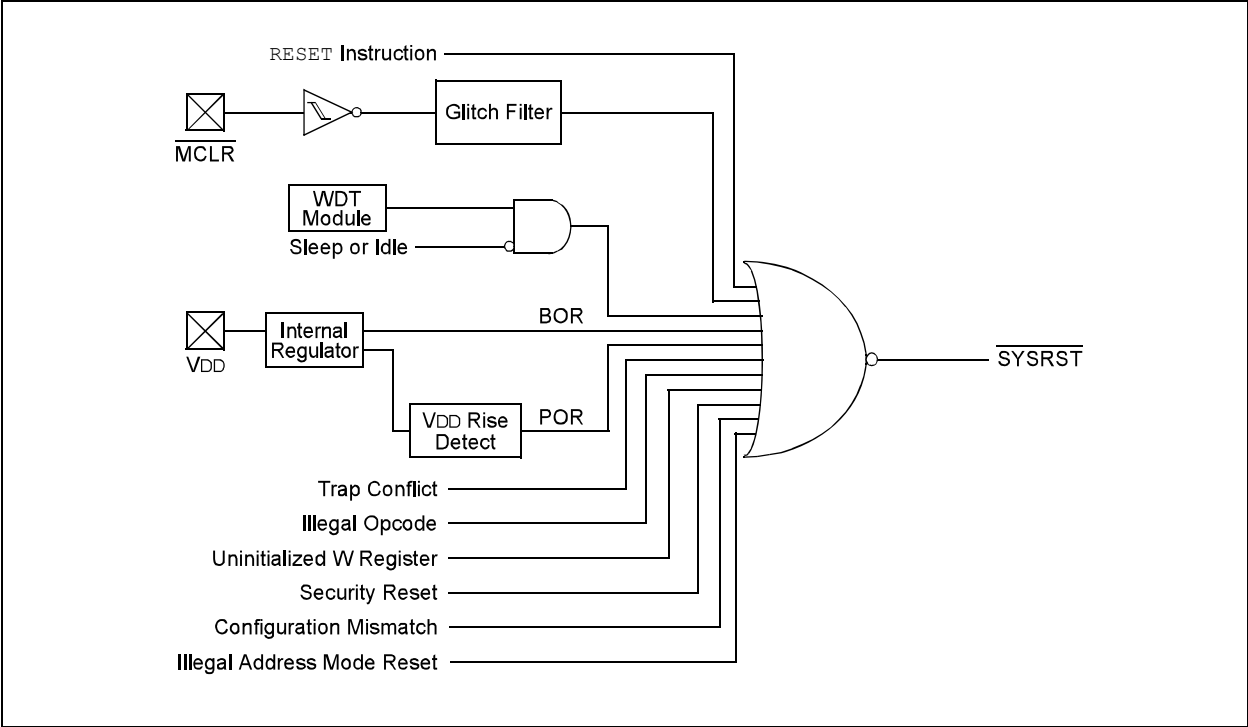 RESET Instruction
Glitch Filter
MCLR
WDT
Module
Sleep or Idle
BOR
Internal
Regulator
VDD
SYSRST
VDD Rise
Detect
POR
Trap Conflict
Illegal Opcode
Uninitialized W Register
Security Reset
Configuration Mismatch
Illegal Address Mode Reset